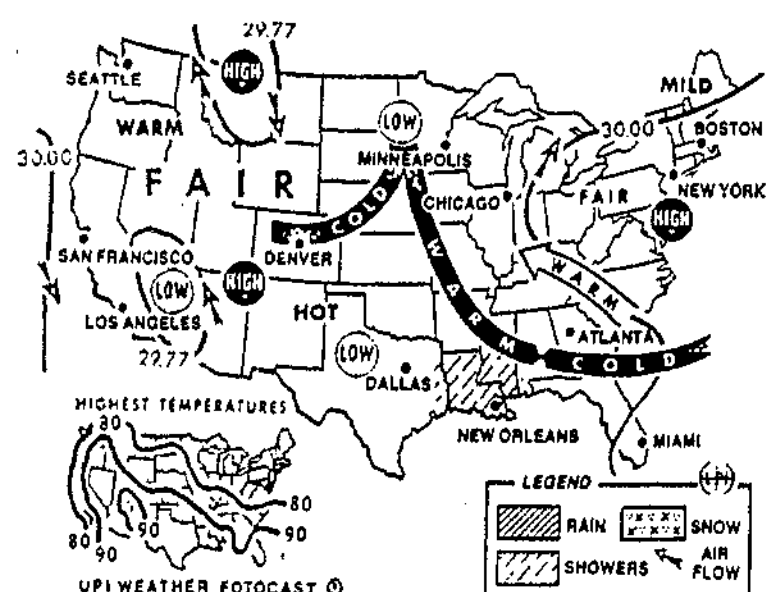 29.77
SEATTLE
HIGH
MILD
WARM
LOW
30.00
BOSTON
30.00
MINNEAPOLIS
FAIR
COLD
CHICAGO
FAIR
NEW YORK
HIGH
SAN FRANCISCO
DENVER
WARM
WARM
LOW
HIGH
LOS ANGELES
HOT
29.77
LOW
ATLANTA
COLD
DALLAS
HIGHEST TEMPERATURES
80
NEW ORLEANS
MIAMI
80
90
80
90
90
LEGEND
UPI
RAIN
SNOW
SHOWERS
AIR
FLOW
UPI WEATHER FOTOCAST ©